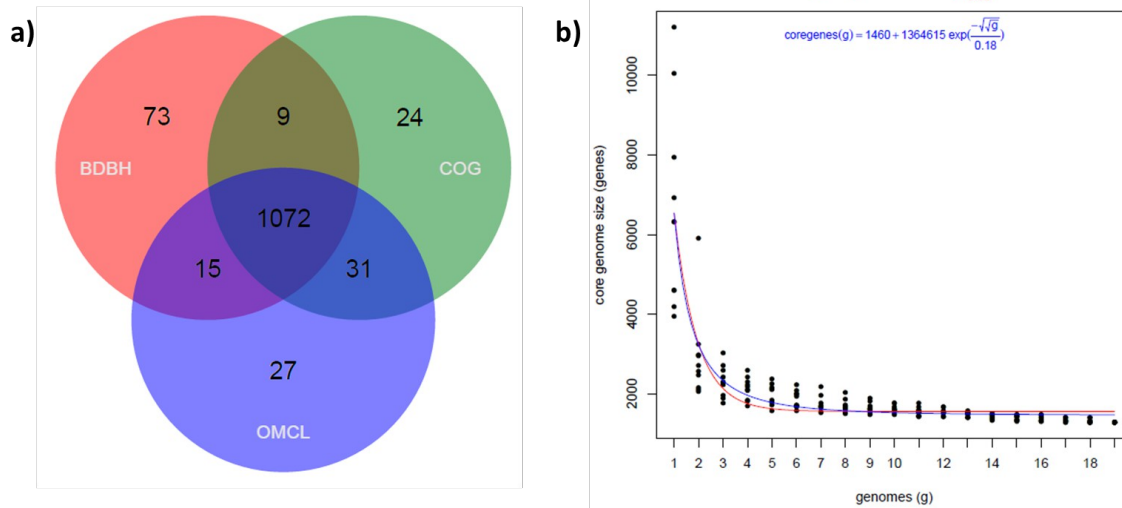 a)
73
9
24
BDBH
COG
1072
15
31
27
OMCL
b)
coregenes(g) = 1460 + 1364615 exp(−√√g / 0.18)
core genome size (genes)
10000
8000
6000
4000
2000
1 2 3 4 5 6 7 8 9 10 12 14 16 18
genomes (g)